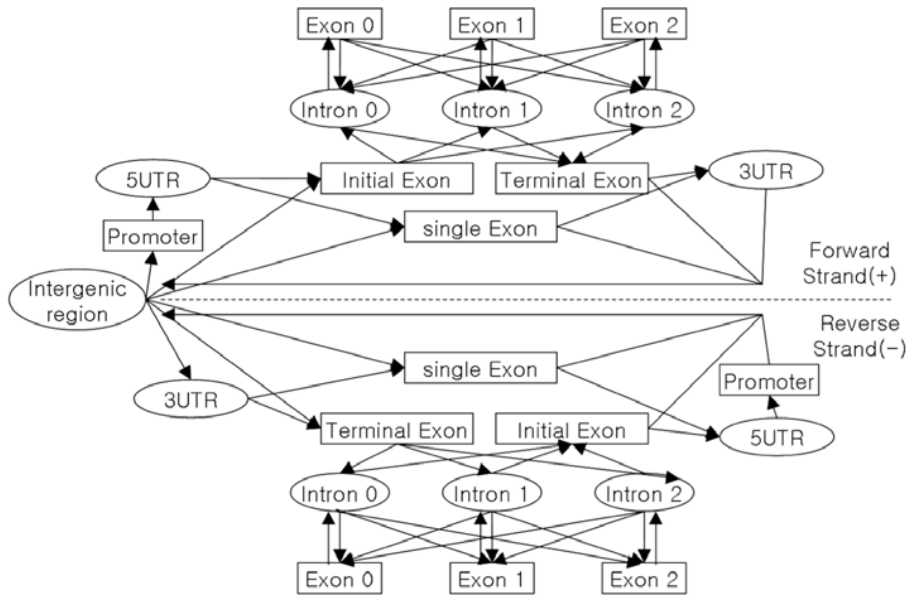 Exon 0
Exon 1
Exon 2
Intron 0
Intron 1
Intron 2
5UTR
Initial Exon
Terminal Exon
3UTR
Promoter
single Exon
Forward
Strand(+)
Intergenic
region
Reverse
Strand(-)
single Exon
Promoter
3UTR
Terminal Exon
Initial Exon
5UTR
Intron 0
Intron 1
Intron 2
Exon 0
Exon 1
Exon 2